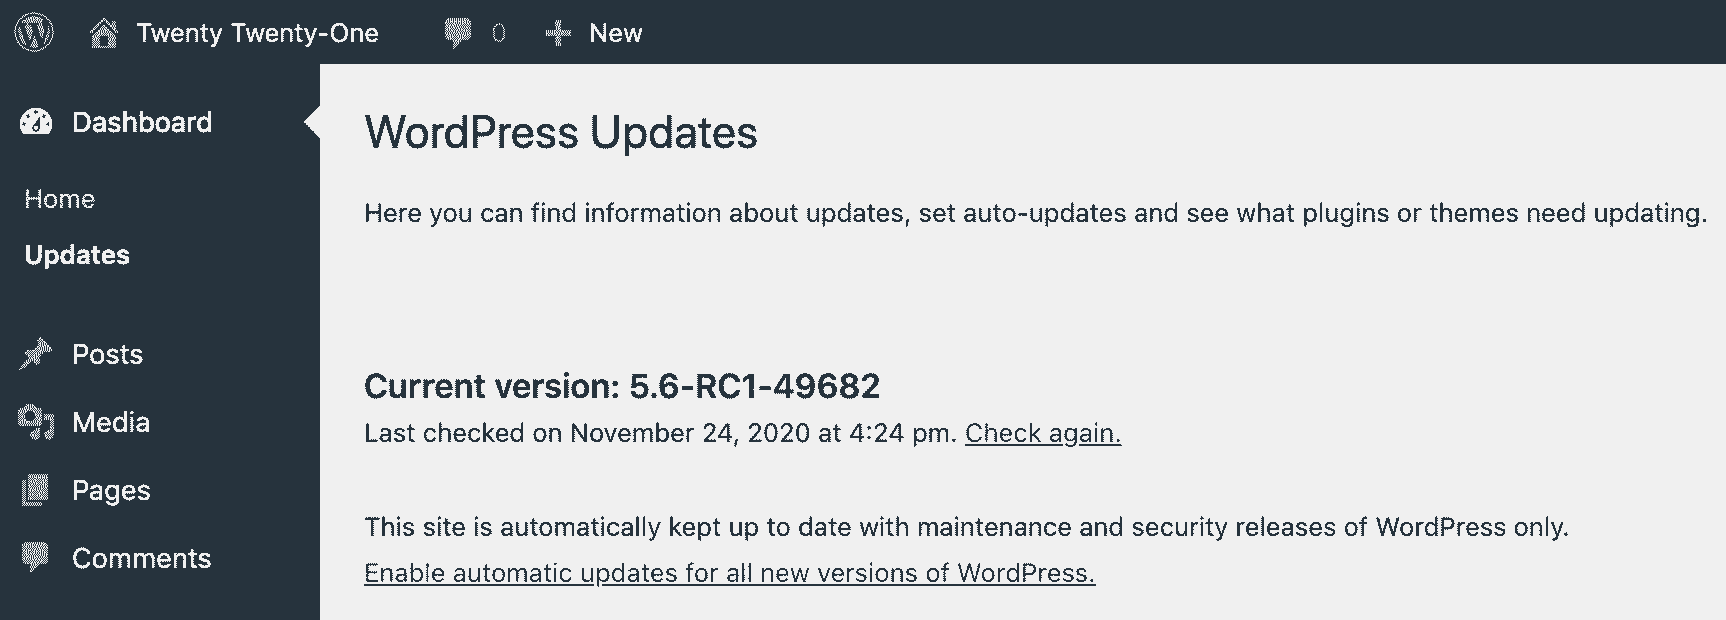 Twenty Twenty-One 0 New
Dashboard
Home
Updates
Posts
Media
Pages
Comments
WordPress Updates
Here you can find information about updates, set auto-updates and see what plugins or themes need updating.
Current version: 5.6-RC1-49682
Last checked on November 24, 2020 at 4:24 pm. Check again.
This site is automatically kept up to date with maintenance and security releases of WordPress only.
Enable automatic updates for all new versions of WordPress.